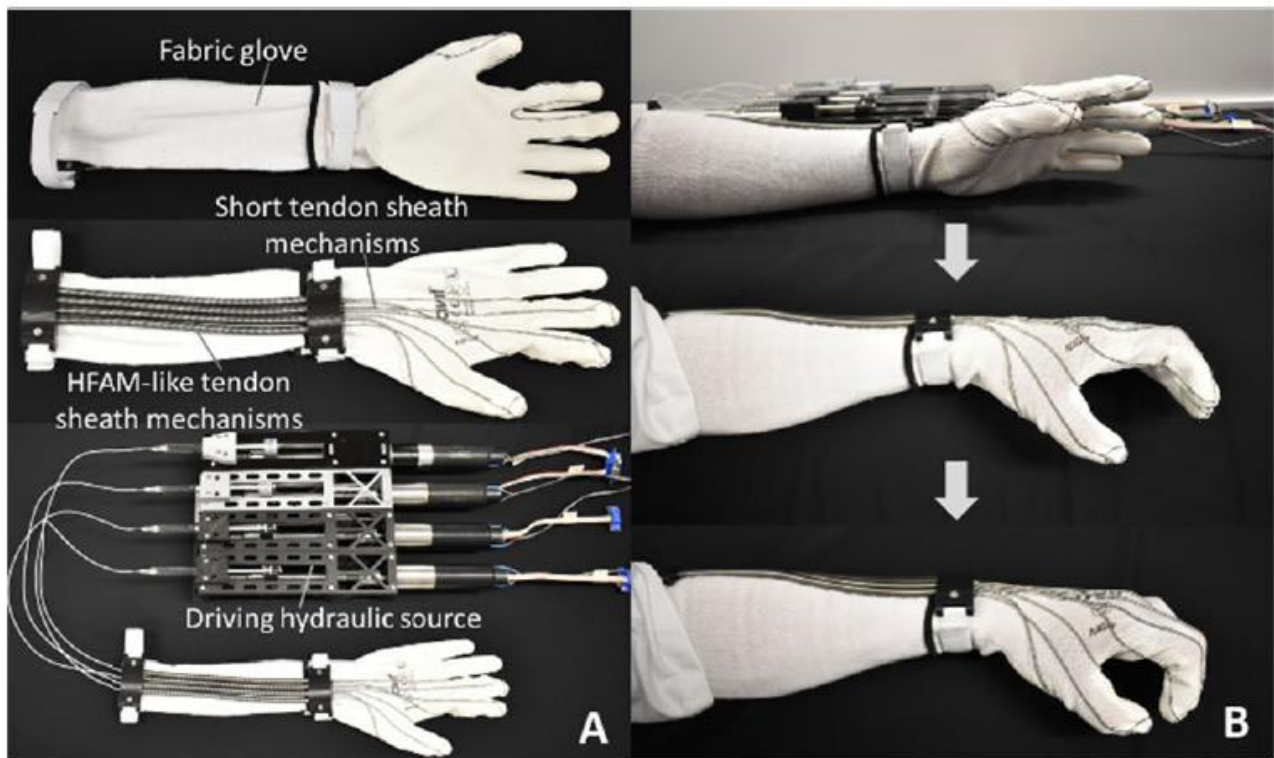 Fabric glove
Short tendon sheath
mechanisms
HFAM-like tendon
sheath mechanisms
Driving hydraulic source
A
B